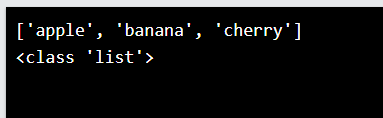 ['apple', 'banana', 'cherry']
<class 'list'>